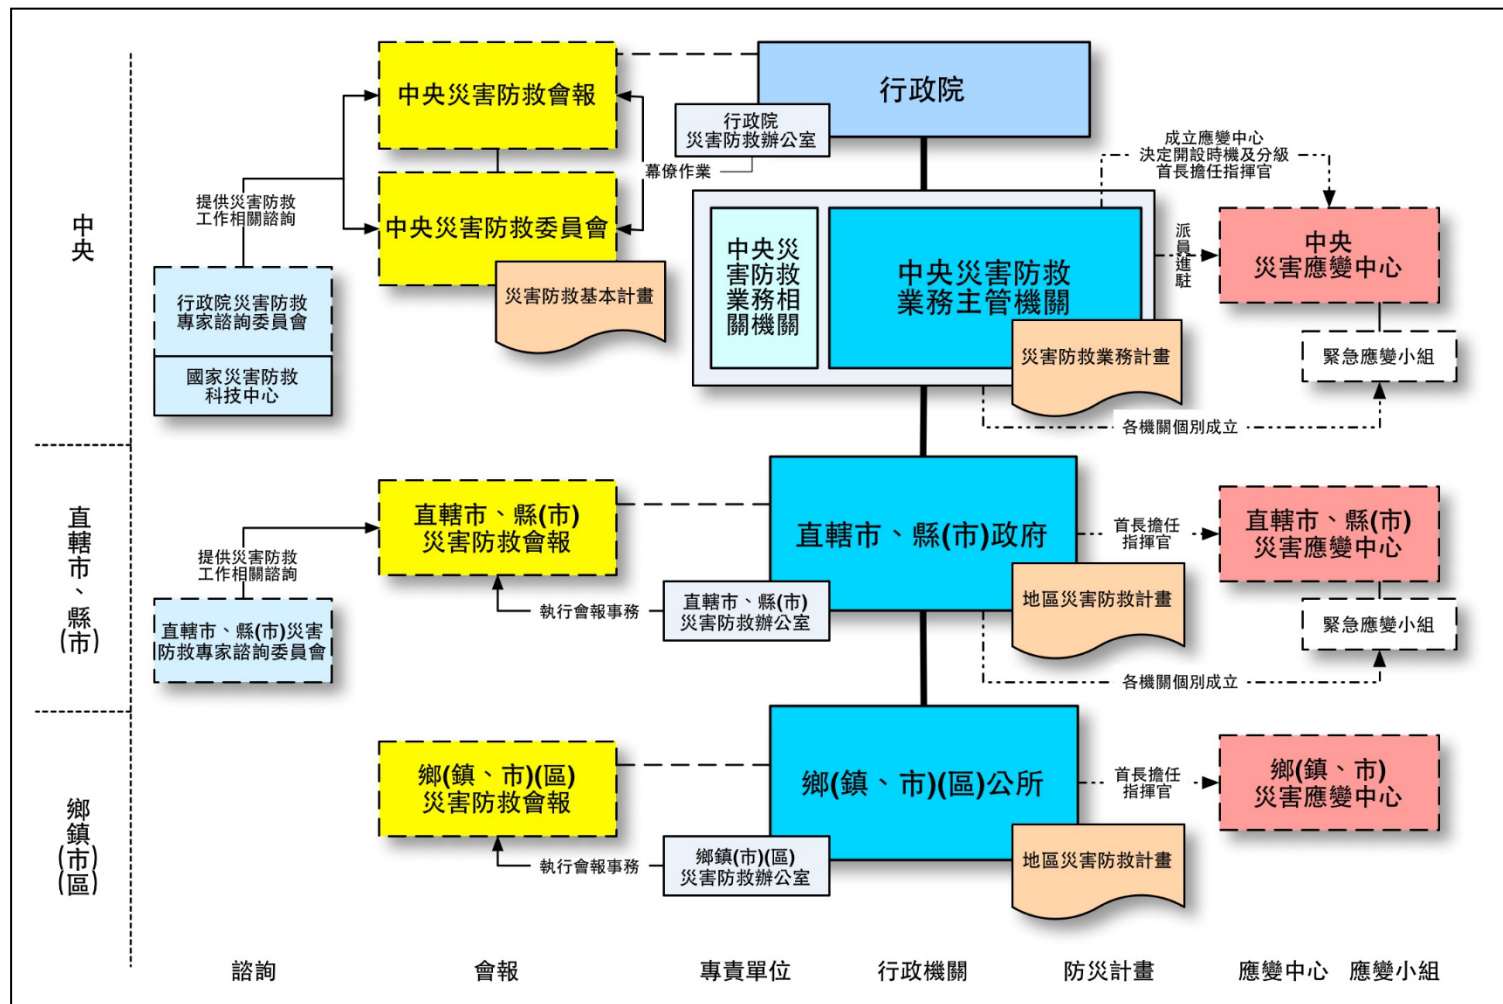 中央
中央災害防救會報
行政院
行政院
災害防救辦公室
幕僚作業
成立應變中心
決定開設時機及分級
首長擔任指揮官
提供災害防救
工作相關諮詢
中央災害防救委員會
災害防救基本計畫
中央災
害防救
業務相
關機關
中央災害防救
業務主管機關
災害防救業務計畫
派員進駐
中央
災害應變中心
行政院災害防救
專家諮詢委員會
國家災害防救
科技中心
緊急應變小組
各機關個別成立
直轄市、縣(市)
直轄市、縣(市)
災害防救會報
直轄市、縣(市)政府
首長擔任
指揮官
直轄市、縣(市)
災害應變中心
提供災害防救
工作相關諮詢
執行會報事務
直轄市、縣(市)
災害防救辦公室
地區災害防救計畫
緊急應變小組
直轄市、縣(市)災害
防救專家諮詢委員會
各機關個別成立
鄉鎮(市)(區)
鄉(鎮、市)(區)
災害防救會報
鄉(鎮、市)(區)公所
首長擔任
指揮官
鄉(鎮、市)
災害應變中心
執行會報事務
鄉鎮(市)(區)
災害防救辦公室
地區災害防救計畫
諮詢
會報
專責單位
行政機關
防災計畫
應變中心
應變小組